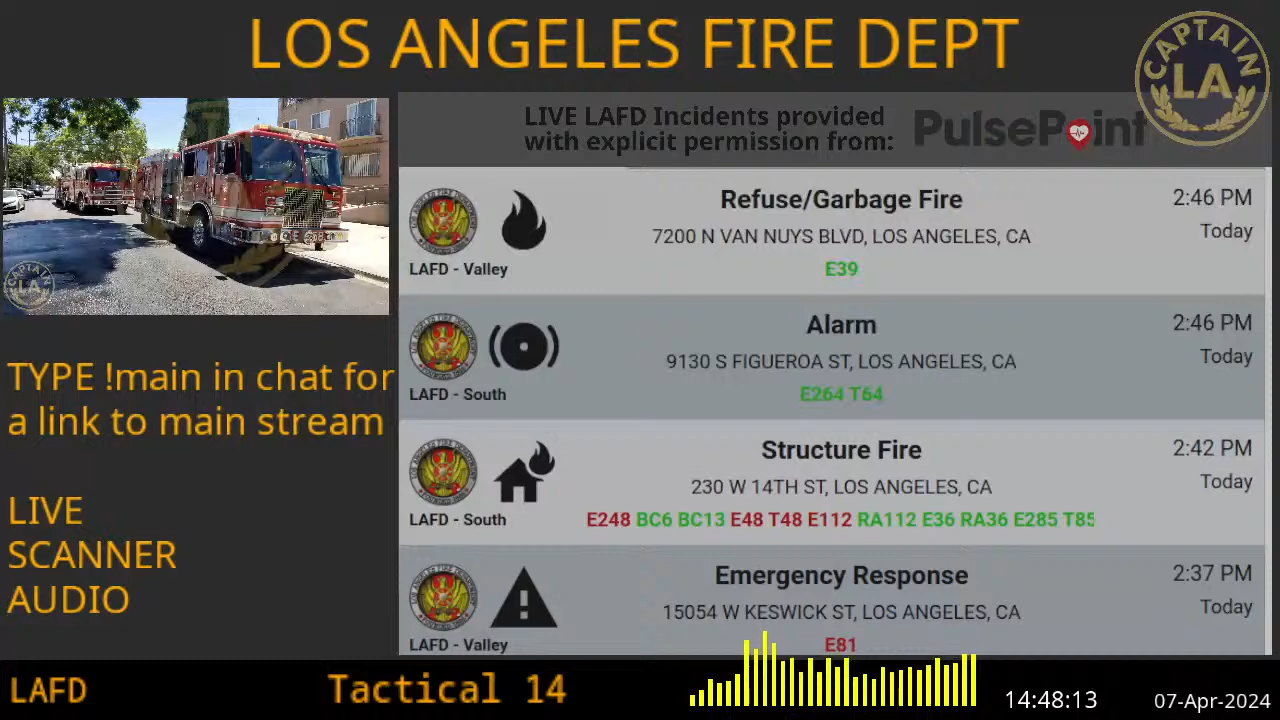 LOS ANGELES FIRE DEPT
CAPTAIN
LA
LIVE LAFD Incidents provided
with explicit permission from:
PulsePoint
Refuse/Garbage Fire
2:46 PM
7200 N VAN NUYS BLVD, LOS ANGELES, CA
Today
LAFD - Valley
E39
Alarm
2:46 PM
9130 S FIGUEROA ST, LOS ANGELES, CA
Today
LAFD - South
E264 T64
Structure Fire
2:42 PM
230 W 14TH ST, LOS ANGELES, CA
Today
LAFD - South
E248 BC6 BC13 E48 T48 E112 RA112 E36 RA36 E285 T85
Emergency Response
2:37 PM
15054 W KESWICK ST, LOS ANGELES, CA
Today
LAFD - Valley
E81
CAPTAIN
LA
TYPE !main in chat for
a link to main stream
LIVE
SCANNER
AUDIO
LAFD
Tactical 14
14:48:13
07-Apr-2024